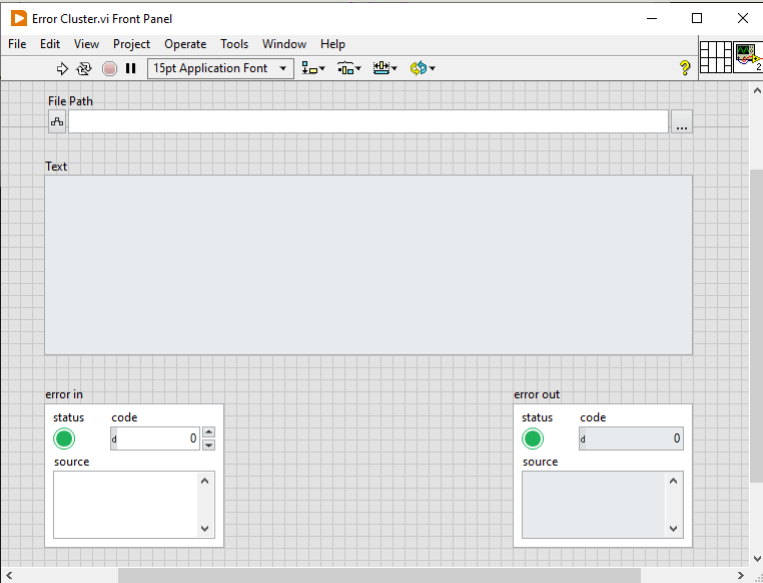 Error Cluster.vi Front Panel
File Edit View Project Operate Tools Window Help
15pt Application Font
?
2
File Path
...
Text
error in
error out
status code
status code
d 0
d 0
source
source